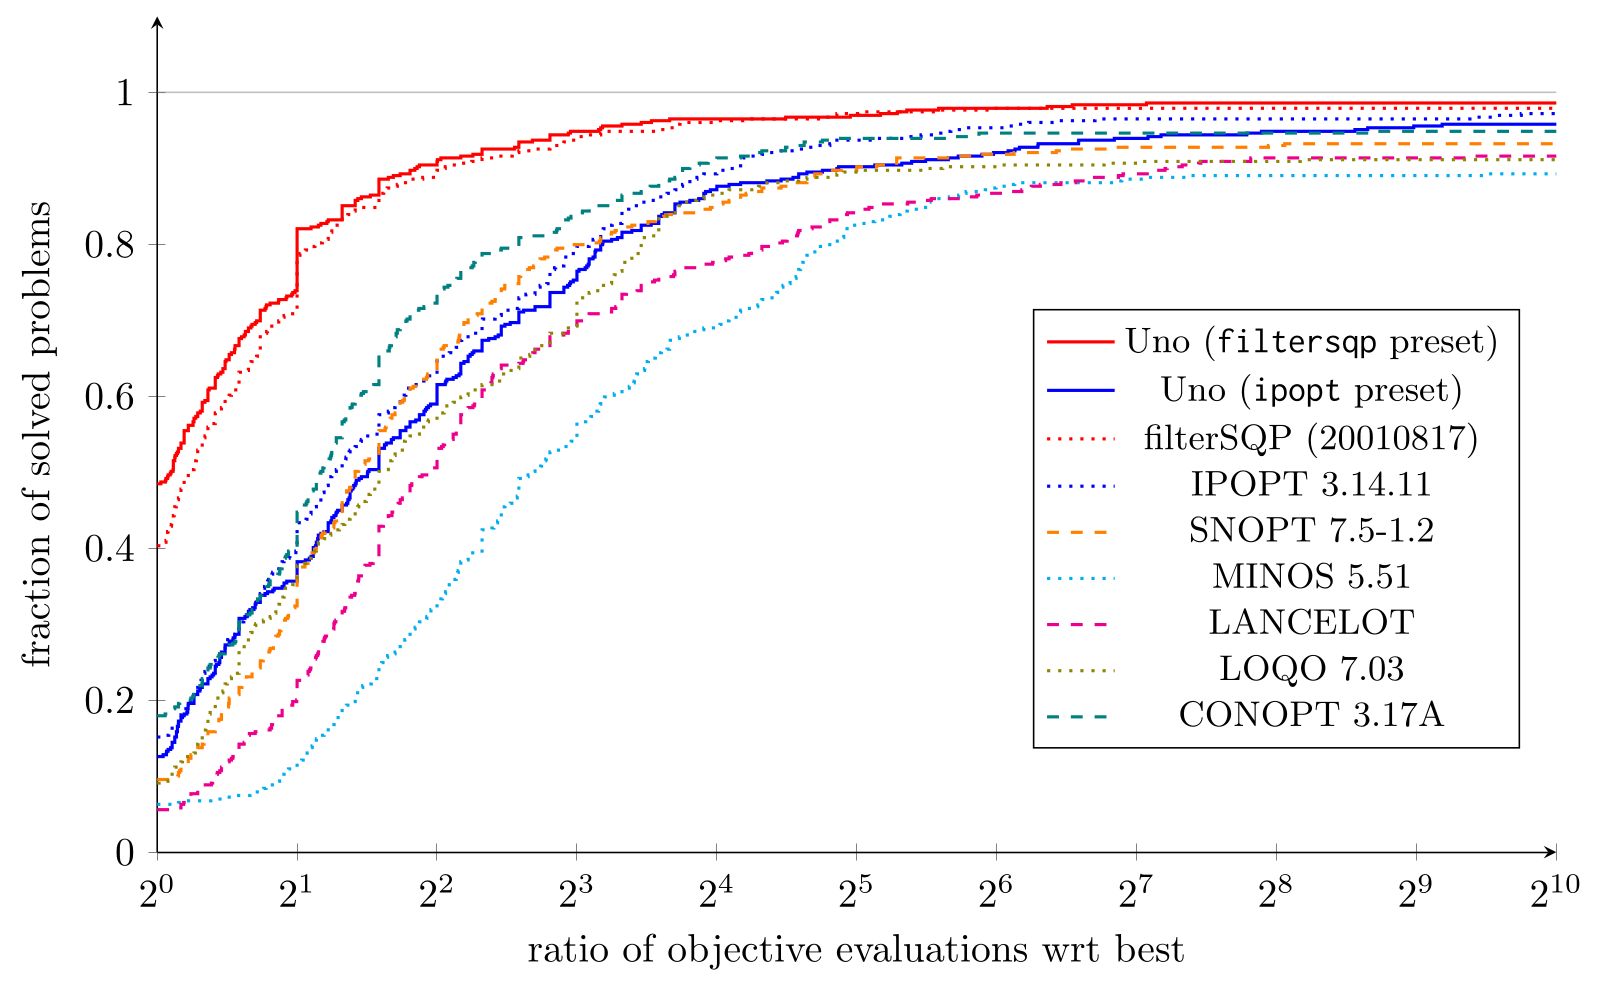 1
0.8
0.6
0.4
0.2
0
fraction of solved problems
2^0 2^1 2^2 2^3 2^4 2^5 2^6 2^7 2^8 2^9 2^10
ratio of objective evaluations wrt best
Uno (filtersqp preset)
Uno (ipopt preset)
filterSQP (20010817)
IPOPT 3.14.11
SNOPT 7.5-1.2
MINOS 5.51
LANCELOT
LOQO 7.03
CONOPT 3.17A